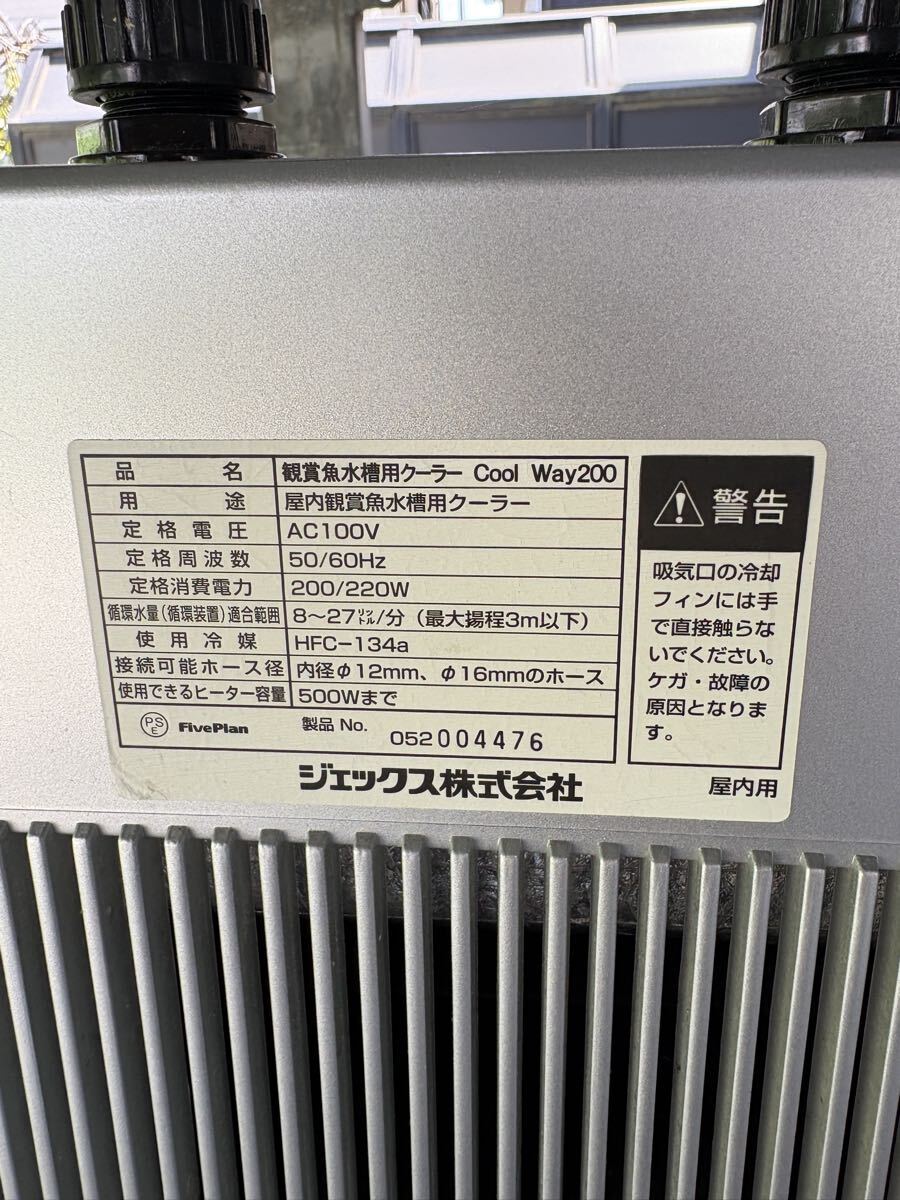 品名 観賞魚水槽用クーラー Cool Way200
用途 屋内観賞魚水槽用クーラー
定格電圧 AC100V
定格周波数 50/60Hz
定格消費電力 200/220W
循環水量(循環装置)適合範囲 8～27㍑/分(最大揚程3m以下)
使用冷媒 HFC-134a
接続可能ホース径 内径φ12mm、φ16mmのホース
使用できるヒーター容量 500Wまで
PSE FivePlan 製品 No. 052004476
ジェックス株式会社
警告
吸気口の冷却
フィンには手
で直接触らな
いでください。
ケガ・故障の
原因となりま
す。
屋内用